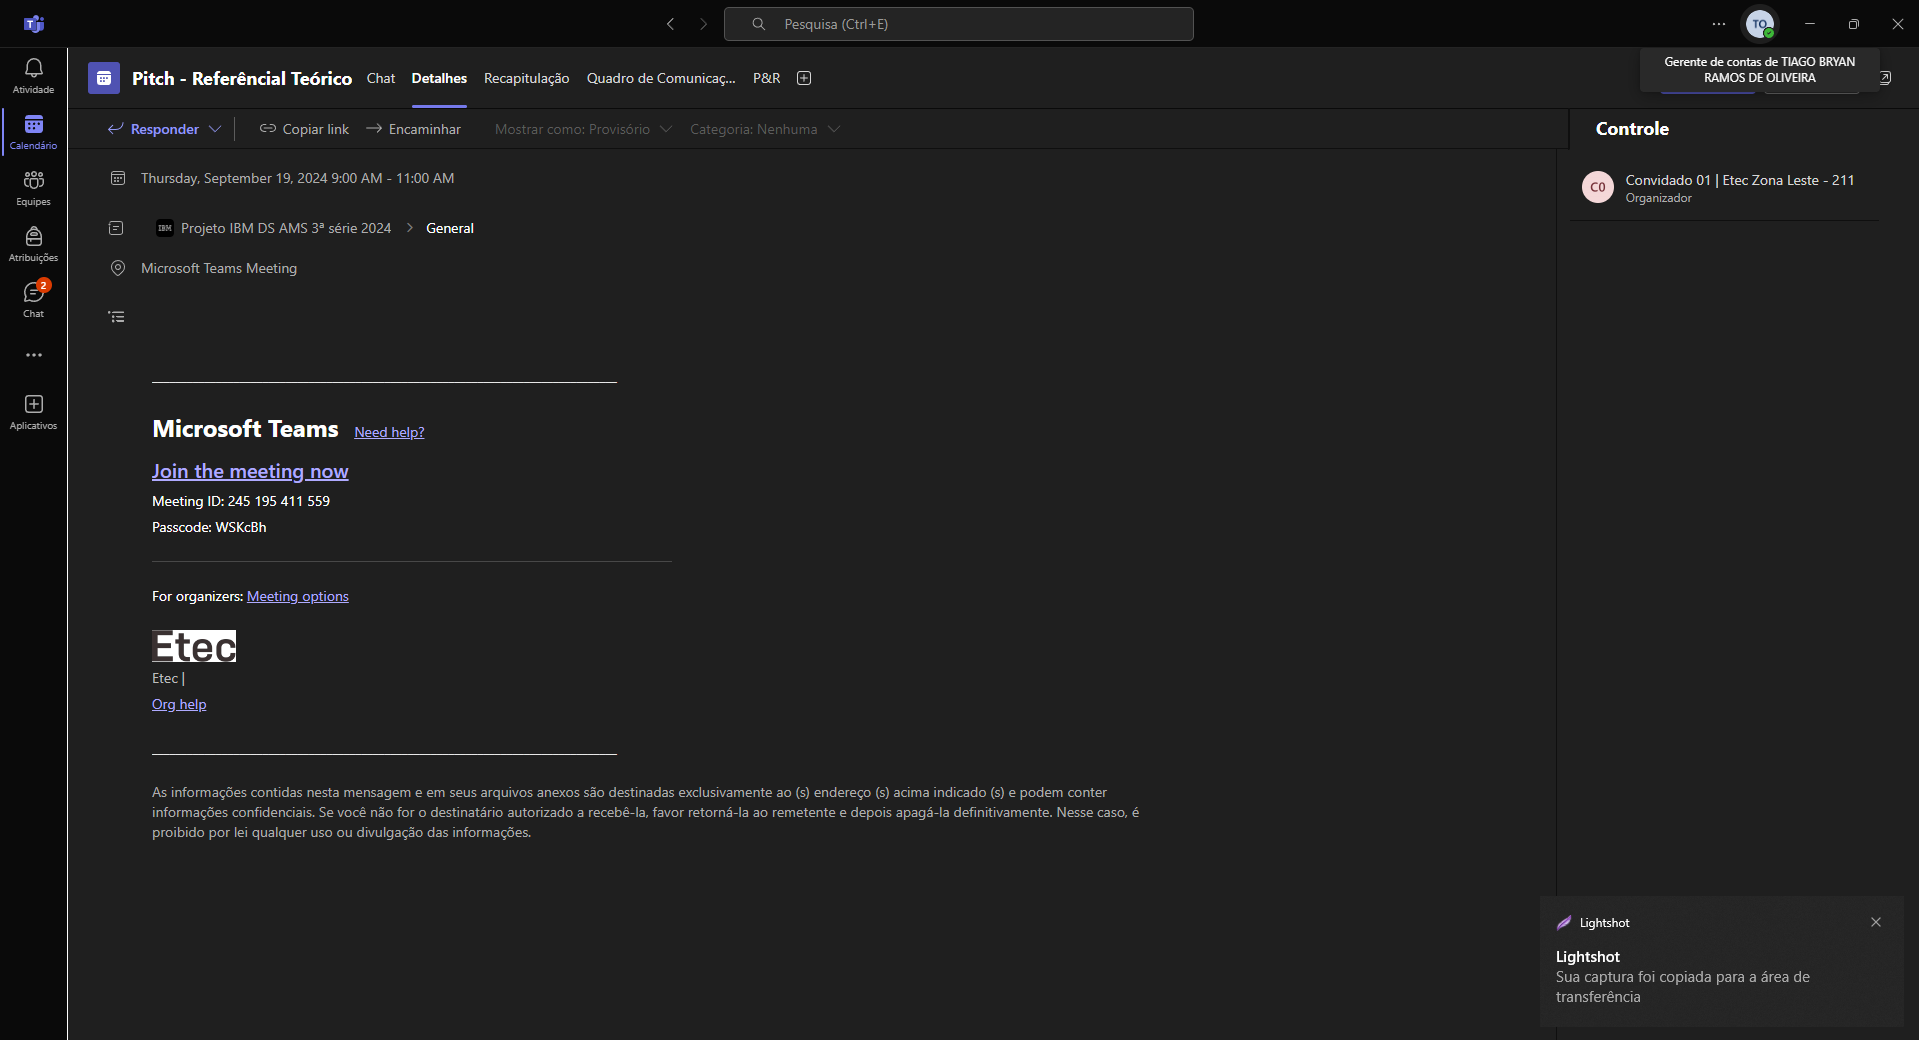 Pesquisa (Ctrl+E)
TO
Gerente de contas de TIAGO BRYAN
RAMOS DE OLIVEIRA
Atividade
Calendário
Equipes
Atribuições
2
Chat
Aplicativos
Pitch - Referêncial Teórico
Chat
Detalhes
Recapitulação
Quadro de Comunicaç...
P&R
Responder
Copiar link
Encaminhar
Mostrar como: Provisório
Categoria: Nenhuma
Thursday, September 19, 2024 9:00 AM - 11:00 AM
IBM
Projeto IBM DS AMS 3ª série 2024 > General
Microsoft Teams Meeting
Microsoft Teams Need help?
Join the meeting now
Meeting ID: 245 195 411 559
Passcode: WSKcBh
For organizers: Meeting options
Etec
Etec |
Org help
As informações contidas nesta mensagem e em seus arquivos anexos são destinadas exclusivamente ao (s) endereço (s) acima indicado (s) e podem conter
informações confidenciais. Se você não for o destinatário autorizado a recebê-la, favor retorná-la ao remetente e depois apagá-la definitivamente. Nesse caso, é
proibido por lei qualquer uso ou divulgação das informações.
Controle
C0
Convidado 01 | Etec Zona Leste - 211
Organizador
Lightshot
Lightshot
Sua captura foi copiada para a área de
transferência